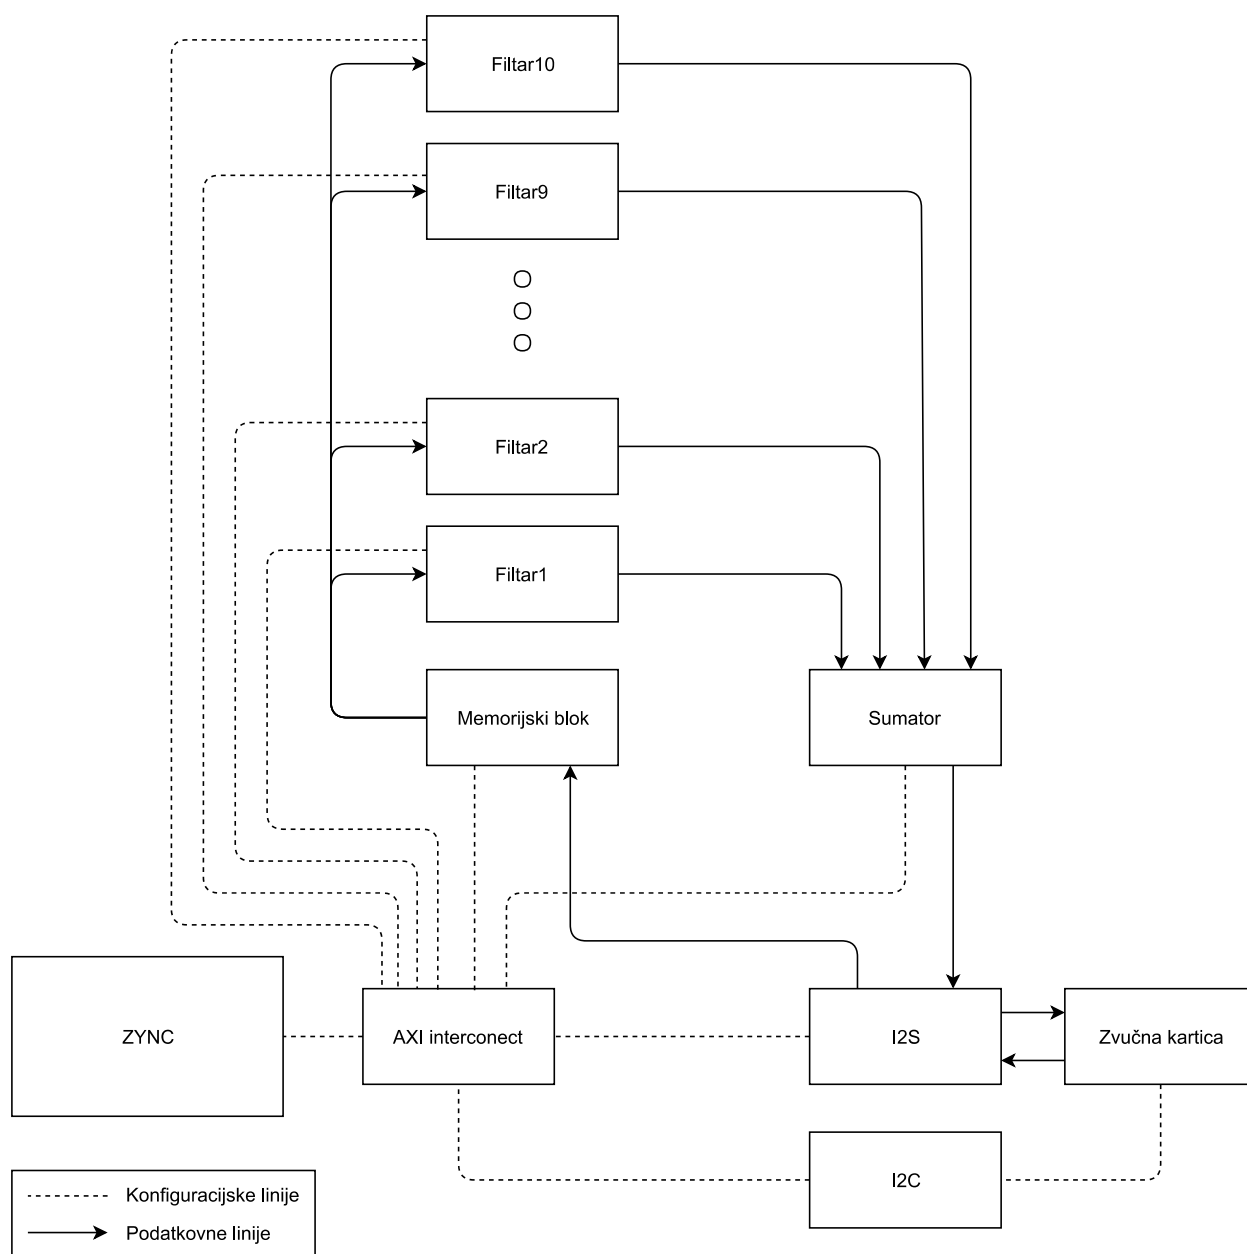 Filtar10
Filtar9
Filtar2
Filtar1
Memorijski blok
Sumator
ZYNC
AXI interconect
I2S
Zvučna kartica
I2C
Konfiguracijske linije
Podatkovne linije